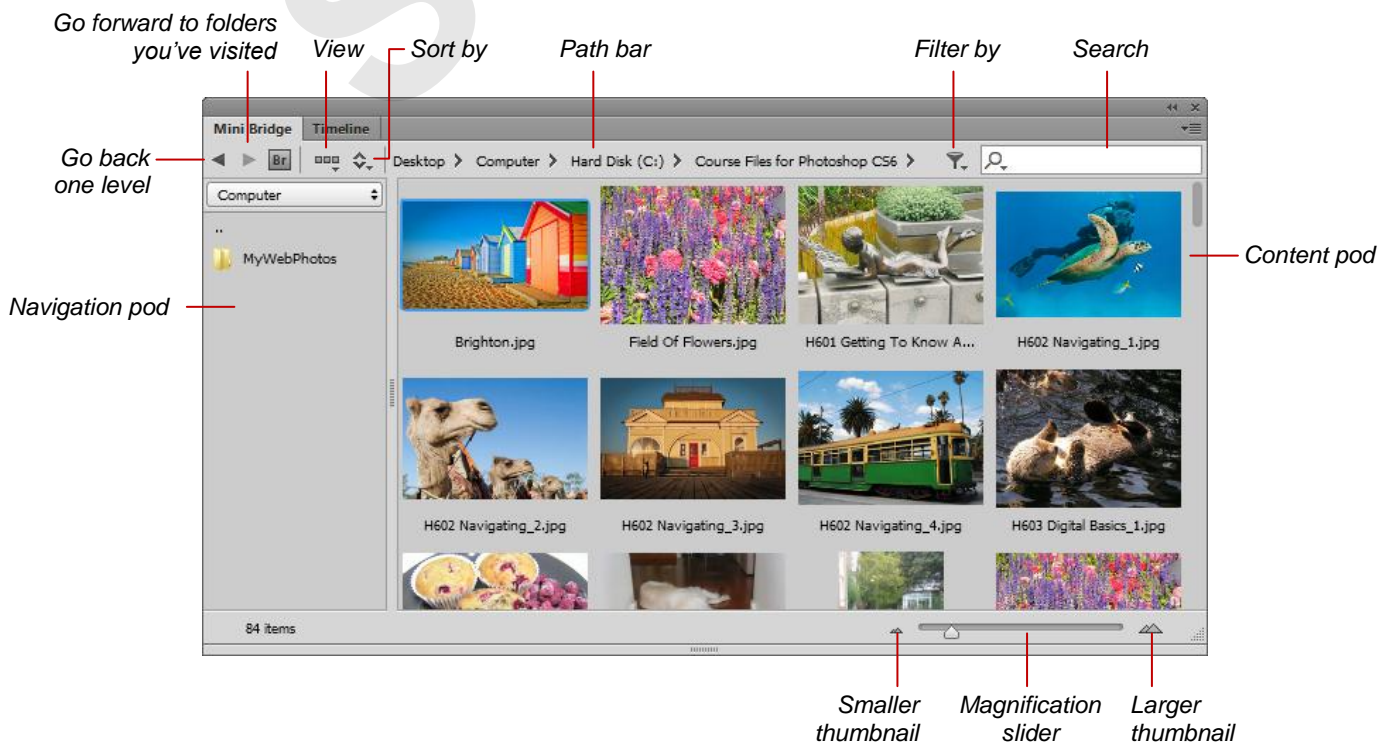 Go forward to folders
you’ve visited
View
Sort by
Path bar
Filter by
Search
Mini Bridge
Timeline
Go back
one level
Br
Desktop > Computer > Hard Disk (C:) > Course Files for Photoshop CS6 >
Computer
..
MyWebPhotos
Navigation pod
Content pod
Brighton.jpg
Field Of Flowers.jpg
H601 Getting To Know A...
H602 Navigating_1.jpg
H602 Navigating_2.jpg
H602 Navigating_3.jpg
H602 Navigating_4.jpg
H603 Digital Basics_1.jpg
84 items
Smaller
thumbnail
Magnification
slider
Larger
thumbnail